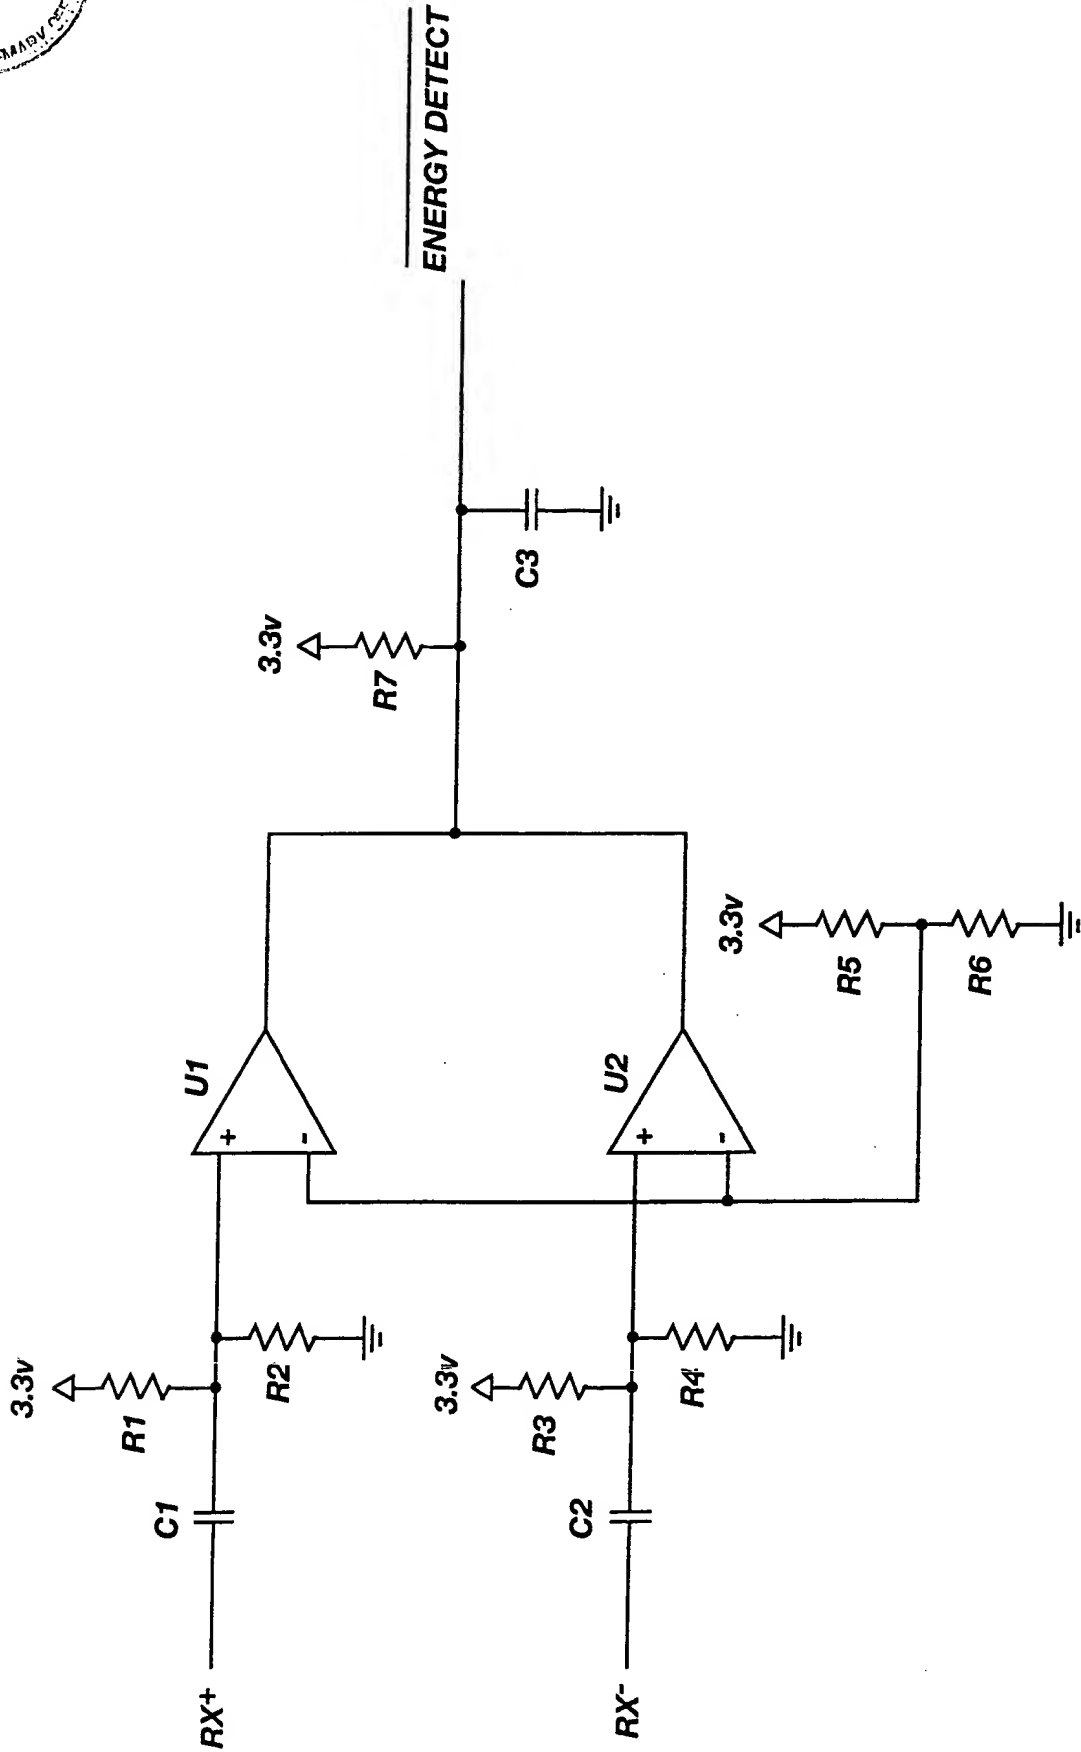 ENERGY DETECT
3.3v
R7
C3
U1
+
-
U2
+
-
3.3v
R5
R6
3.3v
R1
R2
C1
RX+
3.3v
R3
R4
C2
RX-